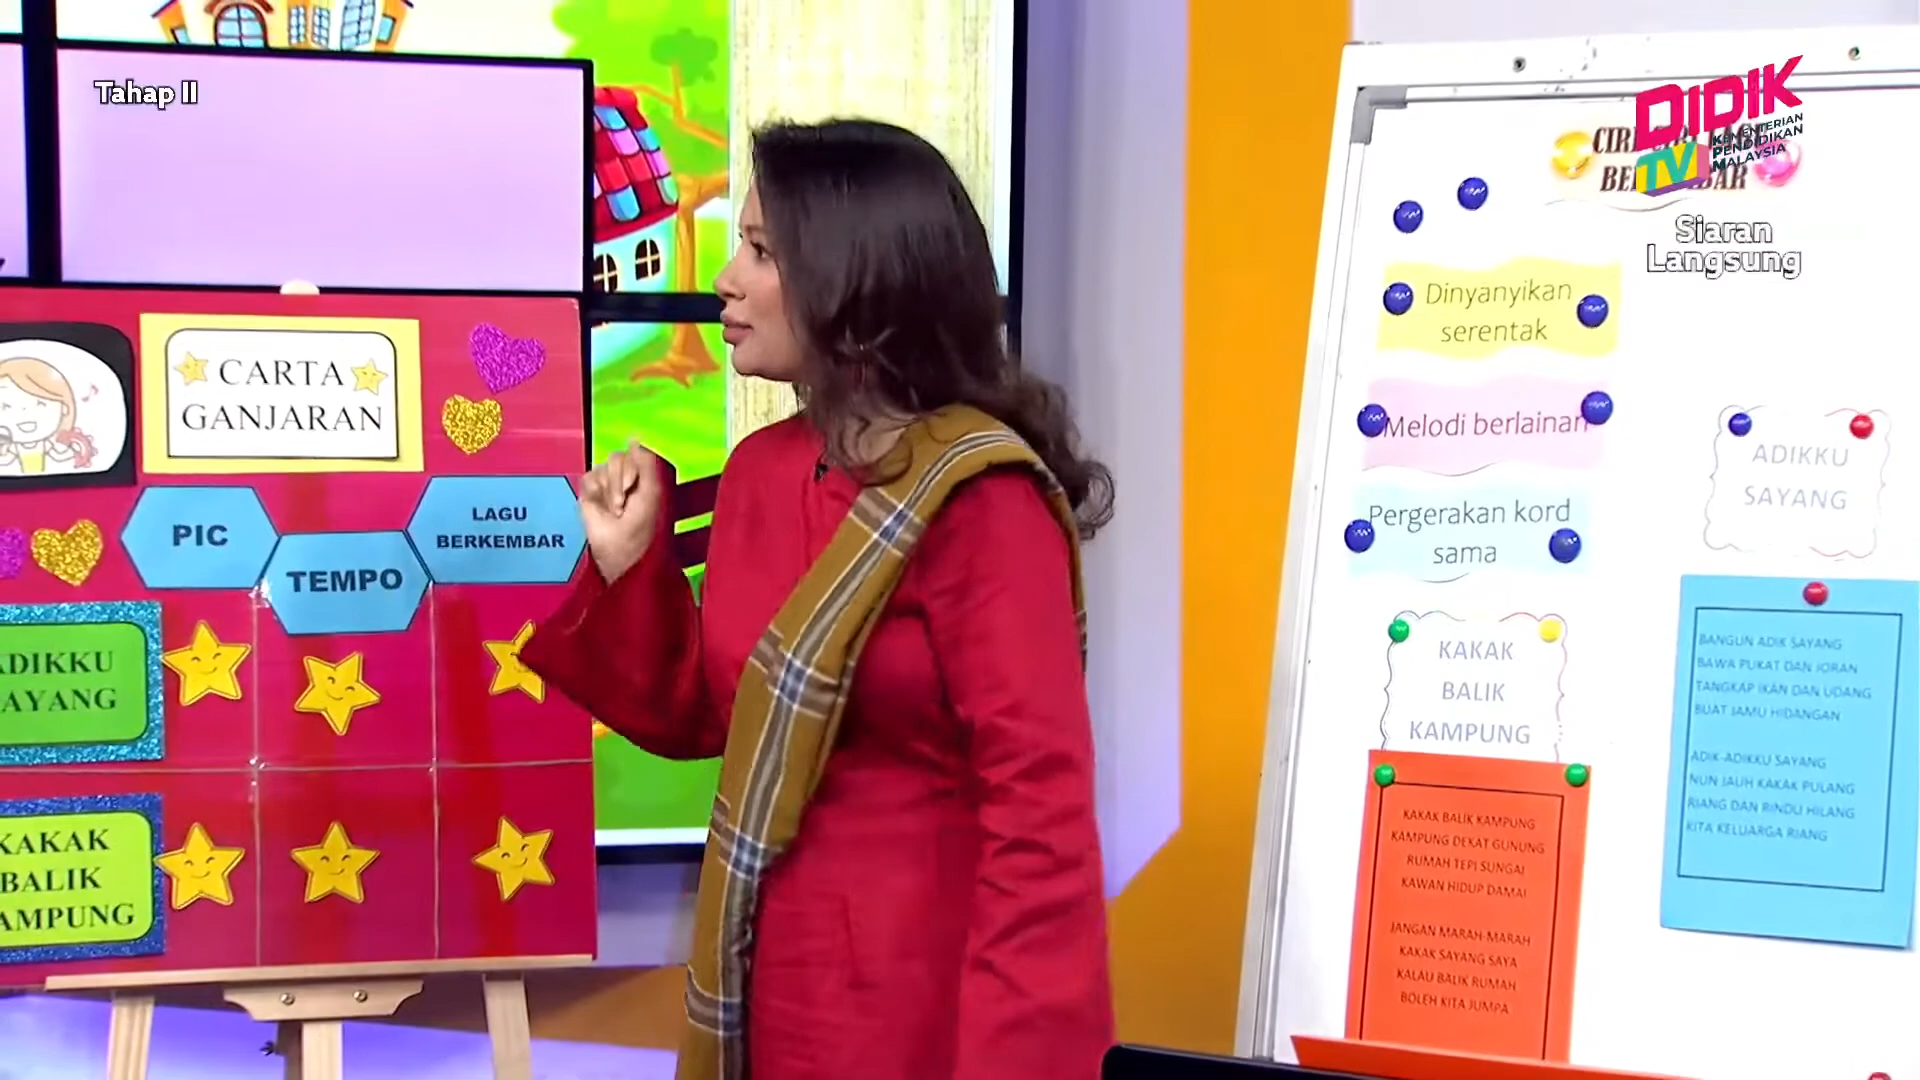 Tahap II
DIDIK
TV
KEMENTERIAN
PENDIDIKAN
MALAYSIA
Siaran
Langsung
CARTA
GANJARAN
PIC
TEMPO
LAGU
BERKEMBAR
ADIKKU
SAYANG
KAKAK
BALIK
KAMPUNG
Dinyanyikan
serentak
Melodi berlainan
Pergerakan kord
sama
KAKAK
BALIK
KAMPUNG
KAKAK BALIK KAMPUNG
KAMPUNG DEKAT GUNUNG
RUMAH TEPI SUNGAI
KAWAN HIDUP DAMAI
JANGAN MARAH-MARAH
KAKAK SAYANG SAYA
KALAU BALIK RUMAH
BOLEH KITA JUMPA
ADIKKU
SAYANG
BANGUN ADIK SAYANG
BAWA PUKAT DAN JORAN
TANGKAP IKAN DAN UDANG
BUAT JAMU HIDANGAN
ADIK-ADIKKU SAYANG
NUN JAUH KAKAK PULANG
RIANG DAN RINDU HILANG
KITA KELUARGA RIANG